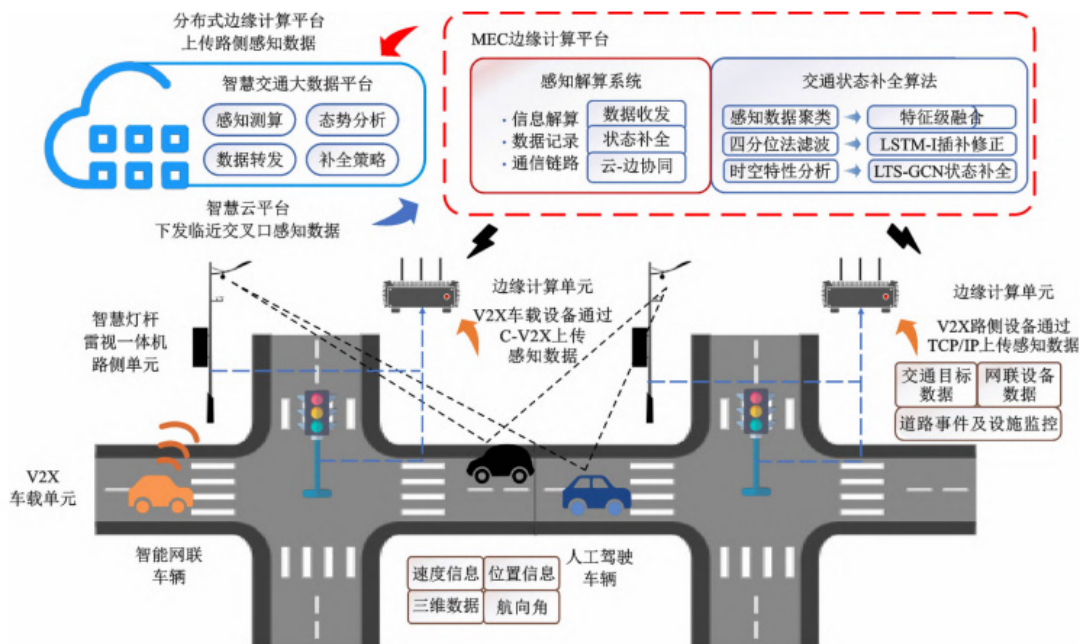 分布式边缘计算平台
上传路侧感知数据
智慧交通大数据平台
感知测算
态势分析
数据转发
补全策略
智慧云平台
下发临近交叉口感知数据
MEC边缘计算平台
感知解算系统
·信息解算
·数据记录
·通信链路
数据收发
状态补全
云-边协同
交通状态补全算法
感知数据聚类
特征级融合
四分位法滤波
LSTM-I插补修正
时空特性分析
LTS-GCN状态补全
智慧灯杆
雷视一体机
路侧单元
边缘计算单元
V2X车载设备通过
C-V2X上传
感知数据
边缘计算单元
V2X路侧设备通过
TCP/IP上传感知数据
交通目标
数据
网联设备
数据
道路事件及设施监控
V2X
车载单元
智能网联
车辆
人工驾驶
车辆
速度信息
位置信息
三维数据
航向角